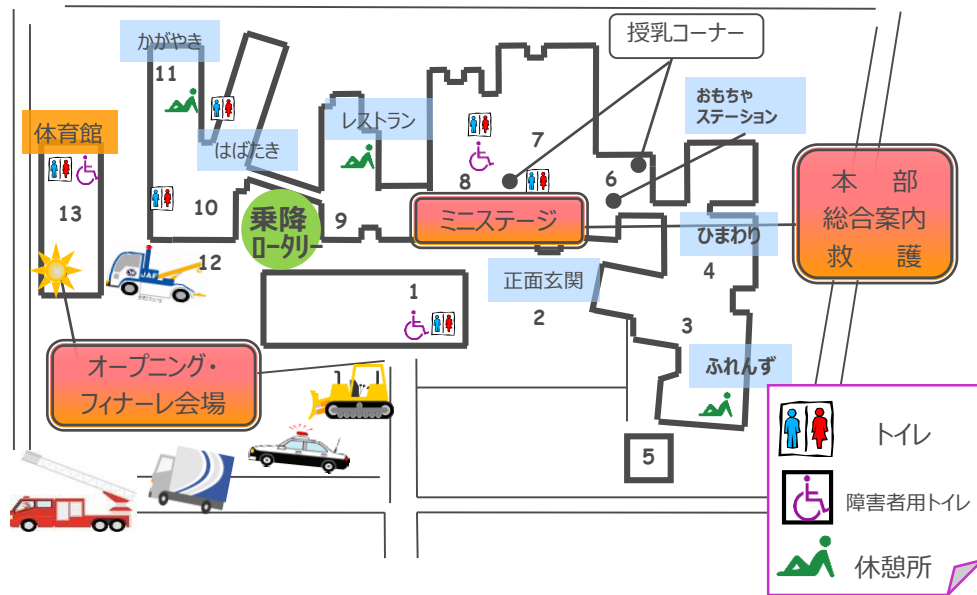 かがやき
11
授乳コーナー
おもちゃ
ステーション
レストラン
体育館
はばたき
7
8
6
13
10
9
ミニステージ
乗降
ロータリー
本 部
総合案内
救 護
ひまわり
4
12
JAF
正面玄関
1
2
3
オープニング・
フィナーレ会場
ふれんず
5
トイレ
障害者用トイレ
休憩所